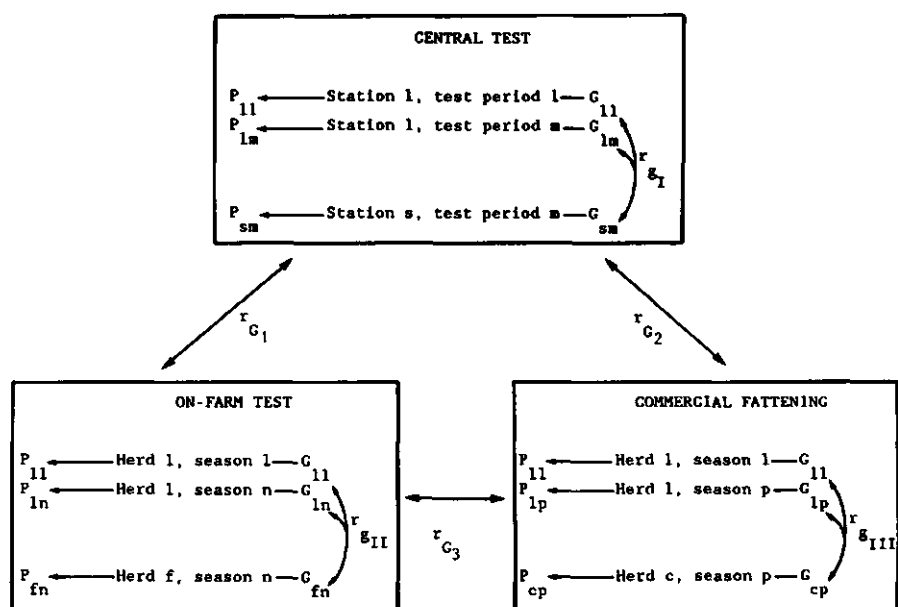 CENTRAL TEST
P11 Station 1, test period 1 G11
P1m Station 1, test period m G1m
r gI
Psm Station s, test period m Gsm
rG1
rG2
ON-FARM TEST
P11 Herd 1, season 1 G11
P1n Herd 1, season n G1n
r gII
Pfn Herd f, season n Gfn
rG3
COMMERCIAL FATTENING
P11 Herd 1, season 1 G11
P1p Herd 1, season p G1p
r gIII
Pcp Herd c, season p Gcp